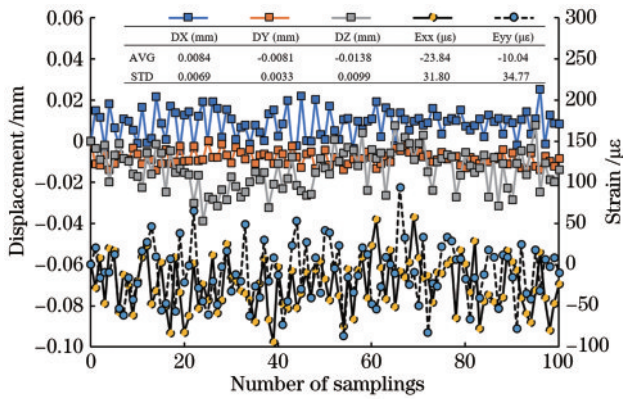 0.06
0.04
0.02
0
−0.02
−0.04
−0.06
−0.08
−0.10
Displacement /mm
DX (mm) DY (mm) DZ (mm) Exx (με) Eyy (με)
AVG 0.0084 -0.0081 -0.0138 -23.84 -10.04
STD 0.0069 0.0033 0.0099 31.80 34.77
300
250
200
150
100
50
0
−50
−100
Strain /με
0 20 40 60 80 100
Number of samplings